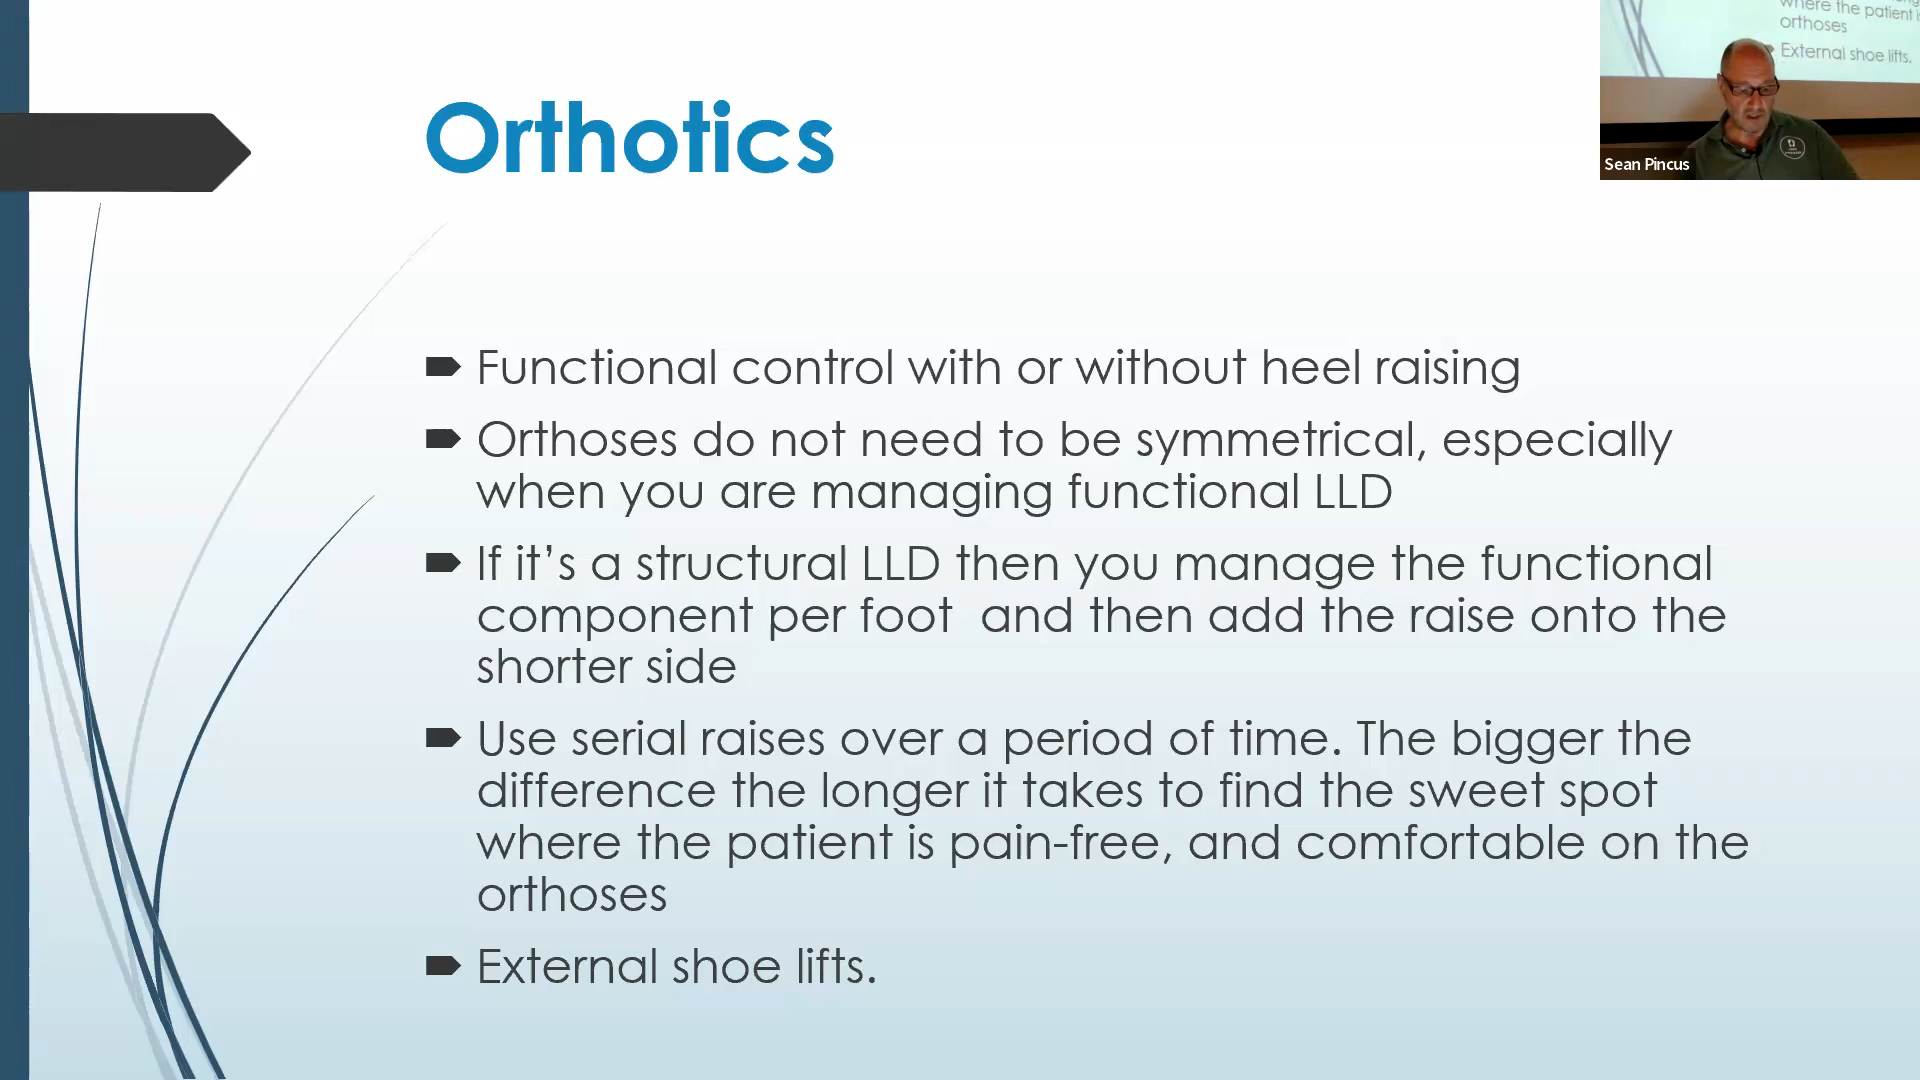 Orthotics
where the patient is
orthoses
External shoe lifts.
Sean Pincus
Functional control with or without heel raising
Orthoses do not need to be symmetrical, especially
when you are managing functional LLD
If it’s a structural LLD then you manage the functional
component per foot  and then add the raise onto the
shorter side
Use serial raises over a period of time. The bigger the
difference the longer it takes to find the sweet spot
where the patient is pain-free, and comfortable on the
orthoses
External shoe lifts.